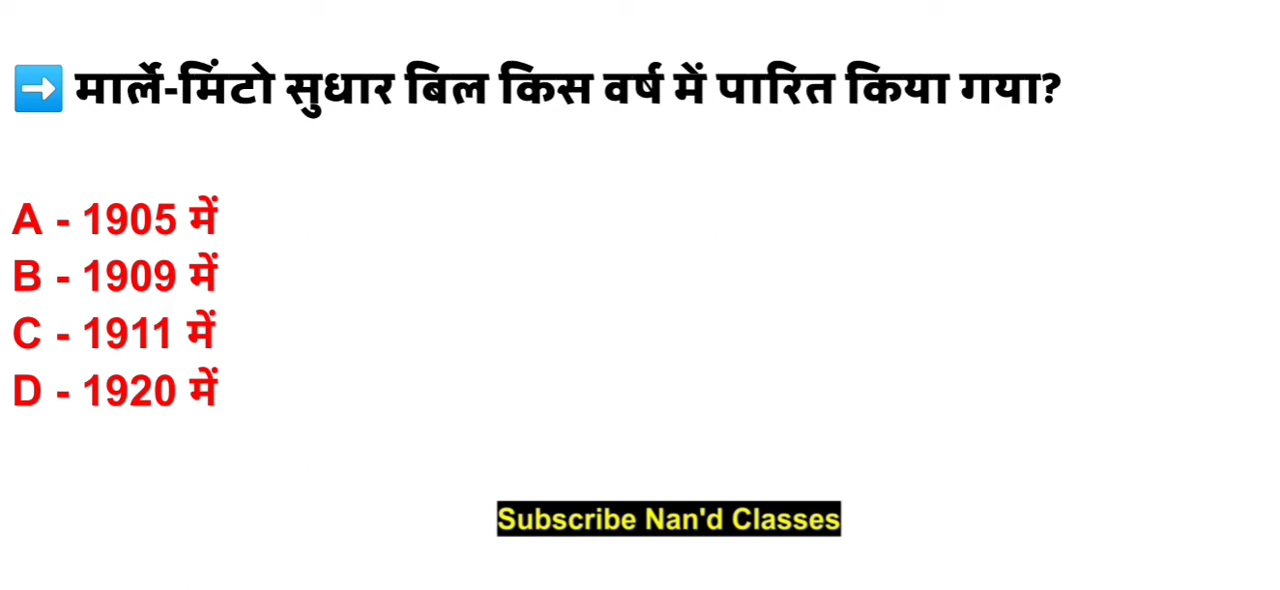 ➡️ मार्ले-मिंटो सुधार बिल किस वर्ष में पारित किया गया?
A - 1905 में
B - 1909 में
C - 1911 में
D - 1920 में
Subscribe Nan'd Classes